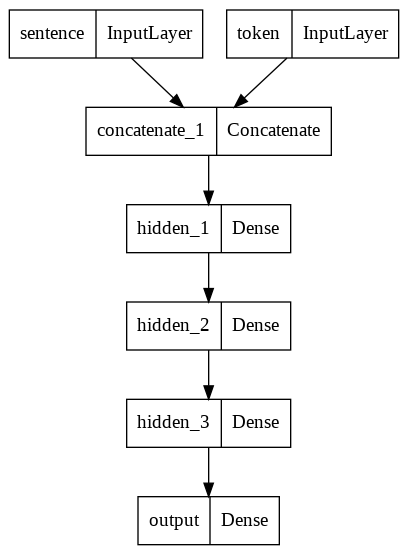 sentence InputLayer token InputLayer
concatenate_1 Concatenate
hidden_1 Dense
hidden_2 Dense
hidden_3 Dense
output Dense